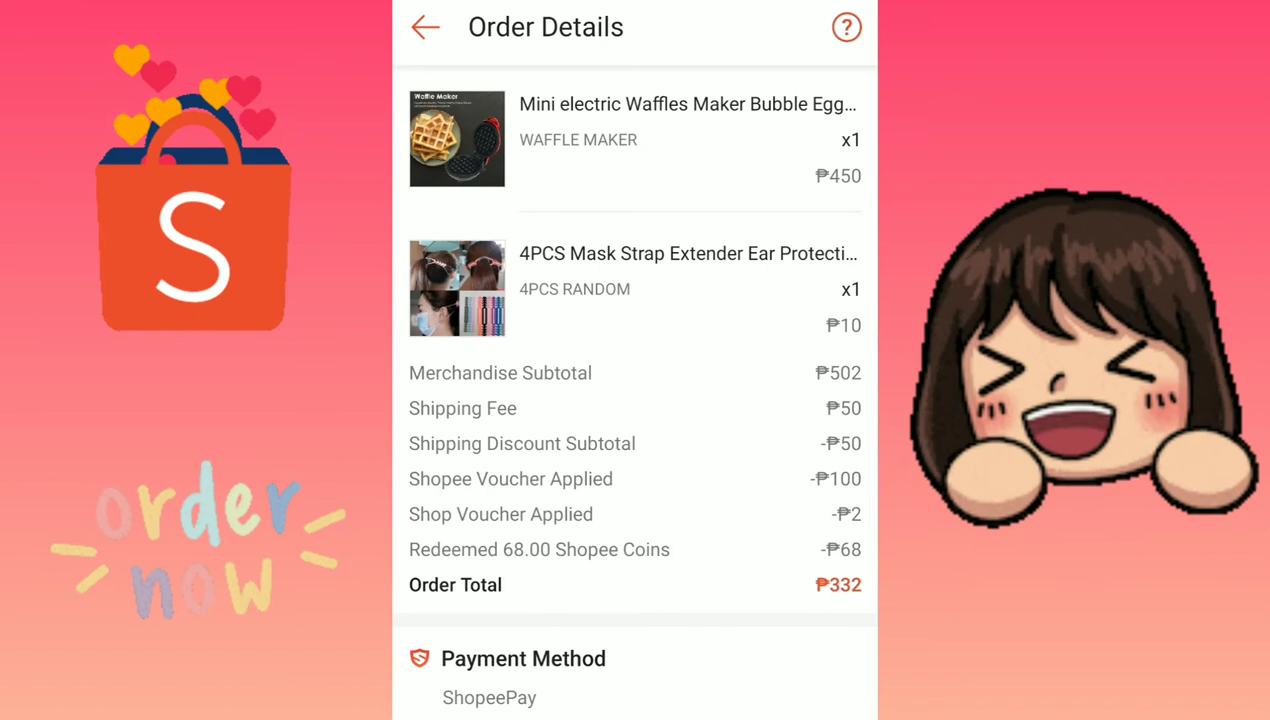 Order Details
?
Waffle Maker
Mini electric Waffles Maker Bubble Egg...
WAFFLE MAKER
x1
₱450
4PCS Mask Strap Extender Ear Protecti...
4PCS RANDOM
x1
₱10
Merchandise Subtotal ₱502
Shipping Fee ₱50
Shipping Discount Subtotal -₱50
Shopee Voucher Applied -₱100
Shop Voucher Applied -₱2
Redeemed 68.00 Shopee Coins -₱68
Order Total ₱332
Payment Method
ShopeePay
S
order
now